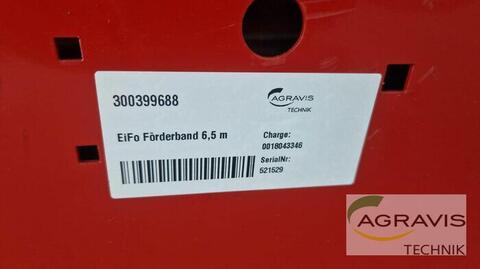 300399688
AGRAVIS
TECHNIK
EiFo Förderband 6,5 m
Charge:
0018043346
SerialNr:
521529
AGRAVIS
TECHNIK